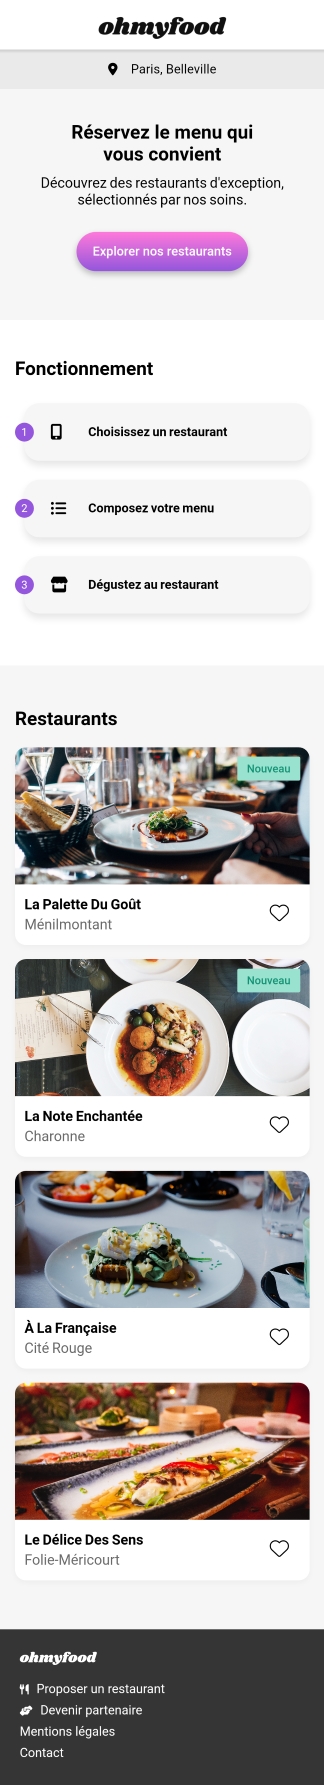 ohmyfood
Paris, Belleville
Réservez le menu qui
vous convient
Découvrez des restaurants d'exception,
sélectionnés par nos soins.
Explorer nos restaurants
Fonctionnement
1 Choisissez un restaurant
2 Composez votre menu
3 Dégustez au restaurant
Restaurants
Nouveau
La Palette Du Goût
Ménilmontant
Nouveau
La Note Enchantée
Charonne
À La Française
Cité Rouge
Le Délice Des Sens
Folie-Méricourt
ohmyfood
Proposer un restaurant
Devenir partenaire
Mentions légales
Contact